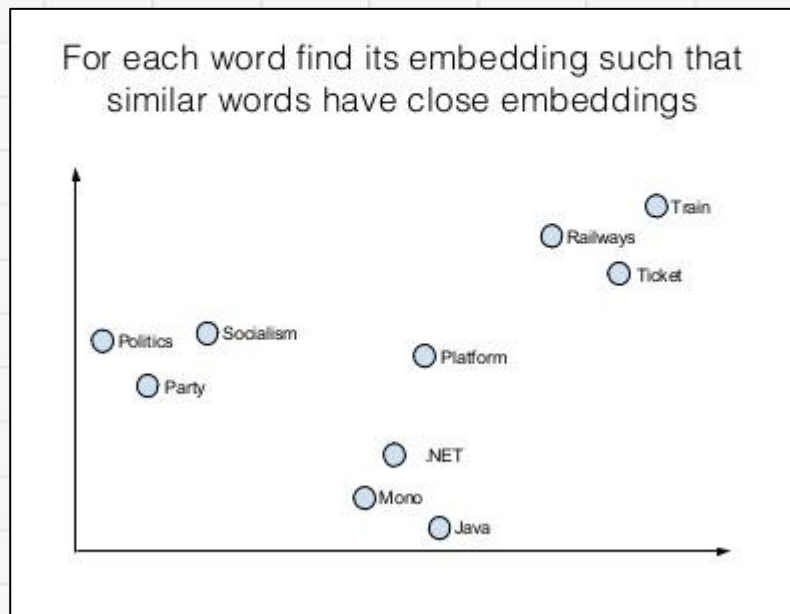 For each word find its embedding such that
similar words have close embeddings
Train
Railways
Ticket
Politics
Socialism
Platform
Party
.NET
Mono
Java